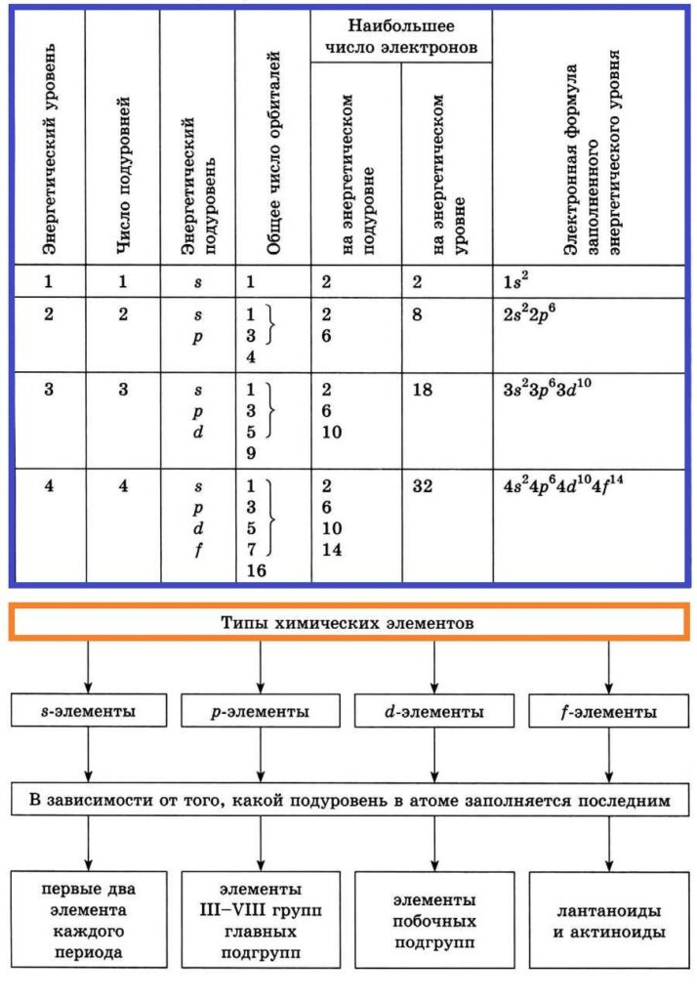 Энергетический уровень
Число подуровней
Энергетический
подуровень
Общее число орбиталей
Наибольшее
число электронов
на энергетическом
подуровне
на энергетическом
уровне
Электронная формула
заполненного
энергетического уровня
1 1 s 1 2 2 1s²
2 2 s 1 2 8 2s²2p⁶
p 3 6
4
3 3 s 1 2 18 3s²3p⁶3d¹⁰
p 3 6
d 5 10
9
4 4 s 1 2 32 4s²4p⁶4d¹⁰4f¹⁴
p 3 6
d 5 10
f 7 14
16
Типы химических элементов
s-элементы
p-элементы
d-элементы
f-элементы
В зависимости от того, какой подуровень в атоме заполняется последним
первые два
элемента
каждого
периода
элементы
III–VIII групп
главных
подгрупп
элементы
побочных
подгрупп
лантаноиды
и актиноиды